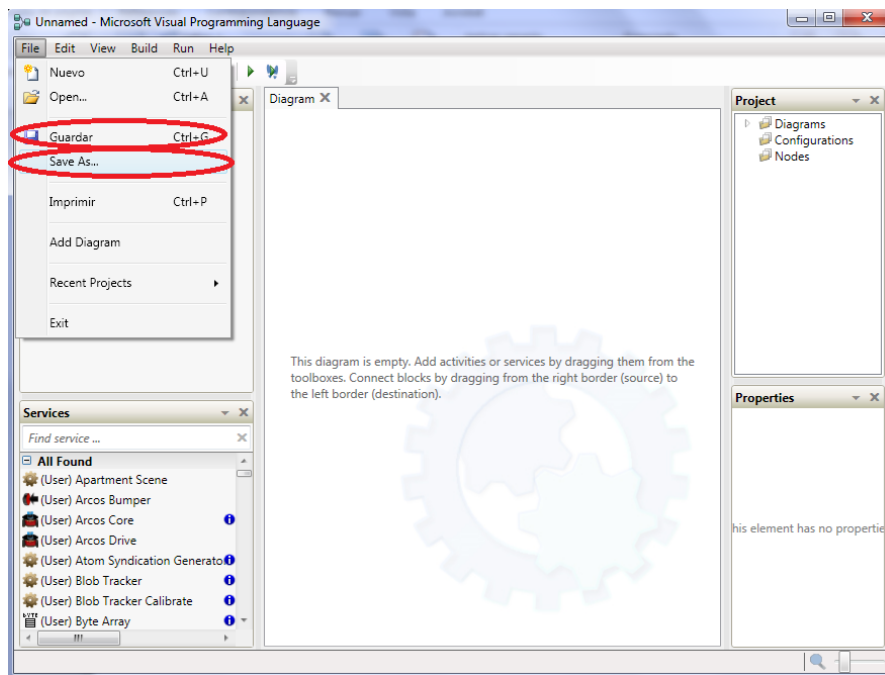 Unnamed - Microsoft Visual Programming Language
File Edit View Build Run Help
Nuevo Ctrl+U
Open... Ctrl+A
Guardar Ctrl+G
Save As...
Imprimir Ctrl+P
Add Diagram
Recent Projects
Exit
Diagram
This diagram is empty. Add activities or services by dragging them from the
toolboxes. Connect blocks by dragging from the right border (source) to
the left border (destination).
Project
Diagrams
Configurations
Nodes
Services
Find service ...
All Found
(User) Apartment Scene
(User) Arcos Bumper
(User) Arcos Core
(User) Arcos Drive
(User) Atom Syndication Generato
(User) Blob Tracker
(User) Blob Tracker Calibrate
(User) Byte Array
Properties
his element has no propertie